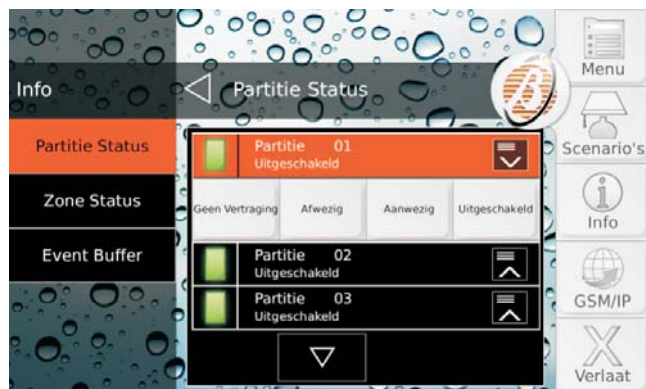 Info
Partitie Status
Menu
Partitie Status
Zone Status
Event Buffer
Partitie 01
Uitgeschakeld
Geen Vertraging
Afwezig
Aanwezig
Uitgeschakeld
Partitie 02
Uitgeschakeld
Partitie 03
Uitgeschakeld
Scenario's
Info
GSM/IP
Verlaat